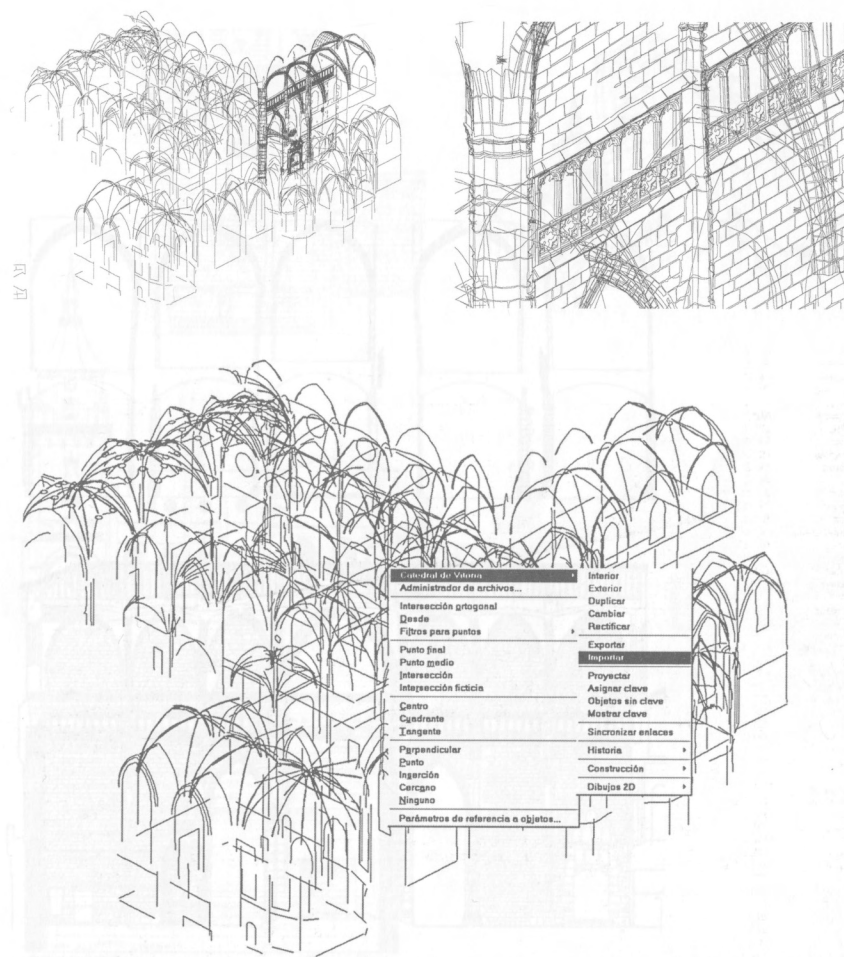 Catedral de Vitoria
Administrador de archivos...
Intersección ortogonal
Desde
Filtros para puntos
Punto final
Punto medio
Intersección
Intersección ficticia
Centro
Cuadrante
Tangente
Perpendicular
Punto
Inserción
Cercano
Ninguno
Parámetros de referencia a objetos...
Interior
Exterior
Duplicar
Cambiar
Rectificar
Exportar
Importar
Proyectar
Asignar clave
Objetos sin clave
Mostrar clave
Sincronizar enlaces
Historia
Construcción
Dibujos 2D